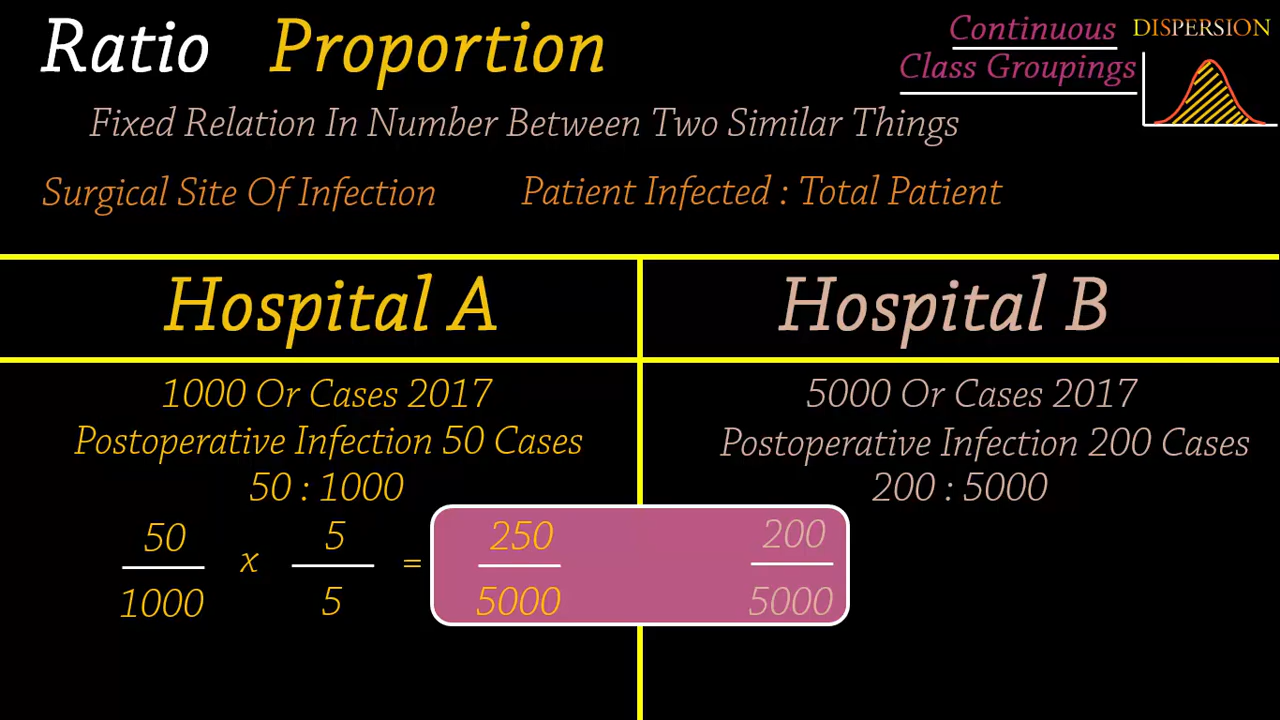 Ratio Proportion
Continuous
Class Groupings
DISPERSION
Fixed Relation In Number Between Two Similar Things
Surgical Site Of Infection
Patient Infected : Total Patient
Hospital A
Hospital B
1000 Or Cases 2017
Postoperative Infection 50 Cases
50 : 1000
5000 Or Cases 2017
Postoperative Infection 200 Cases
200 : 5000
50 x 5 = 250 200
1000 5 5000 5000